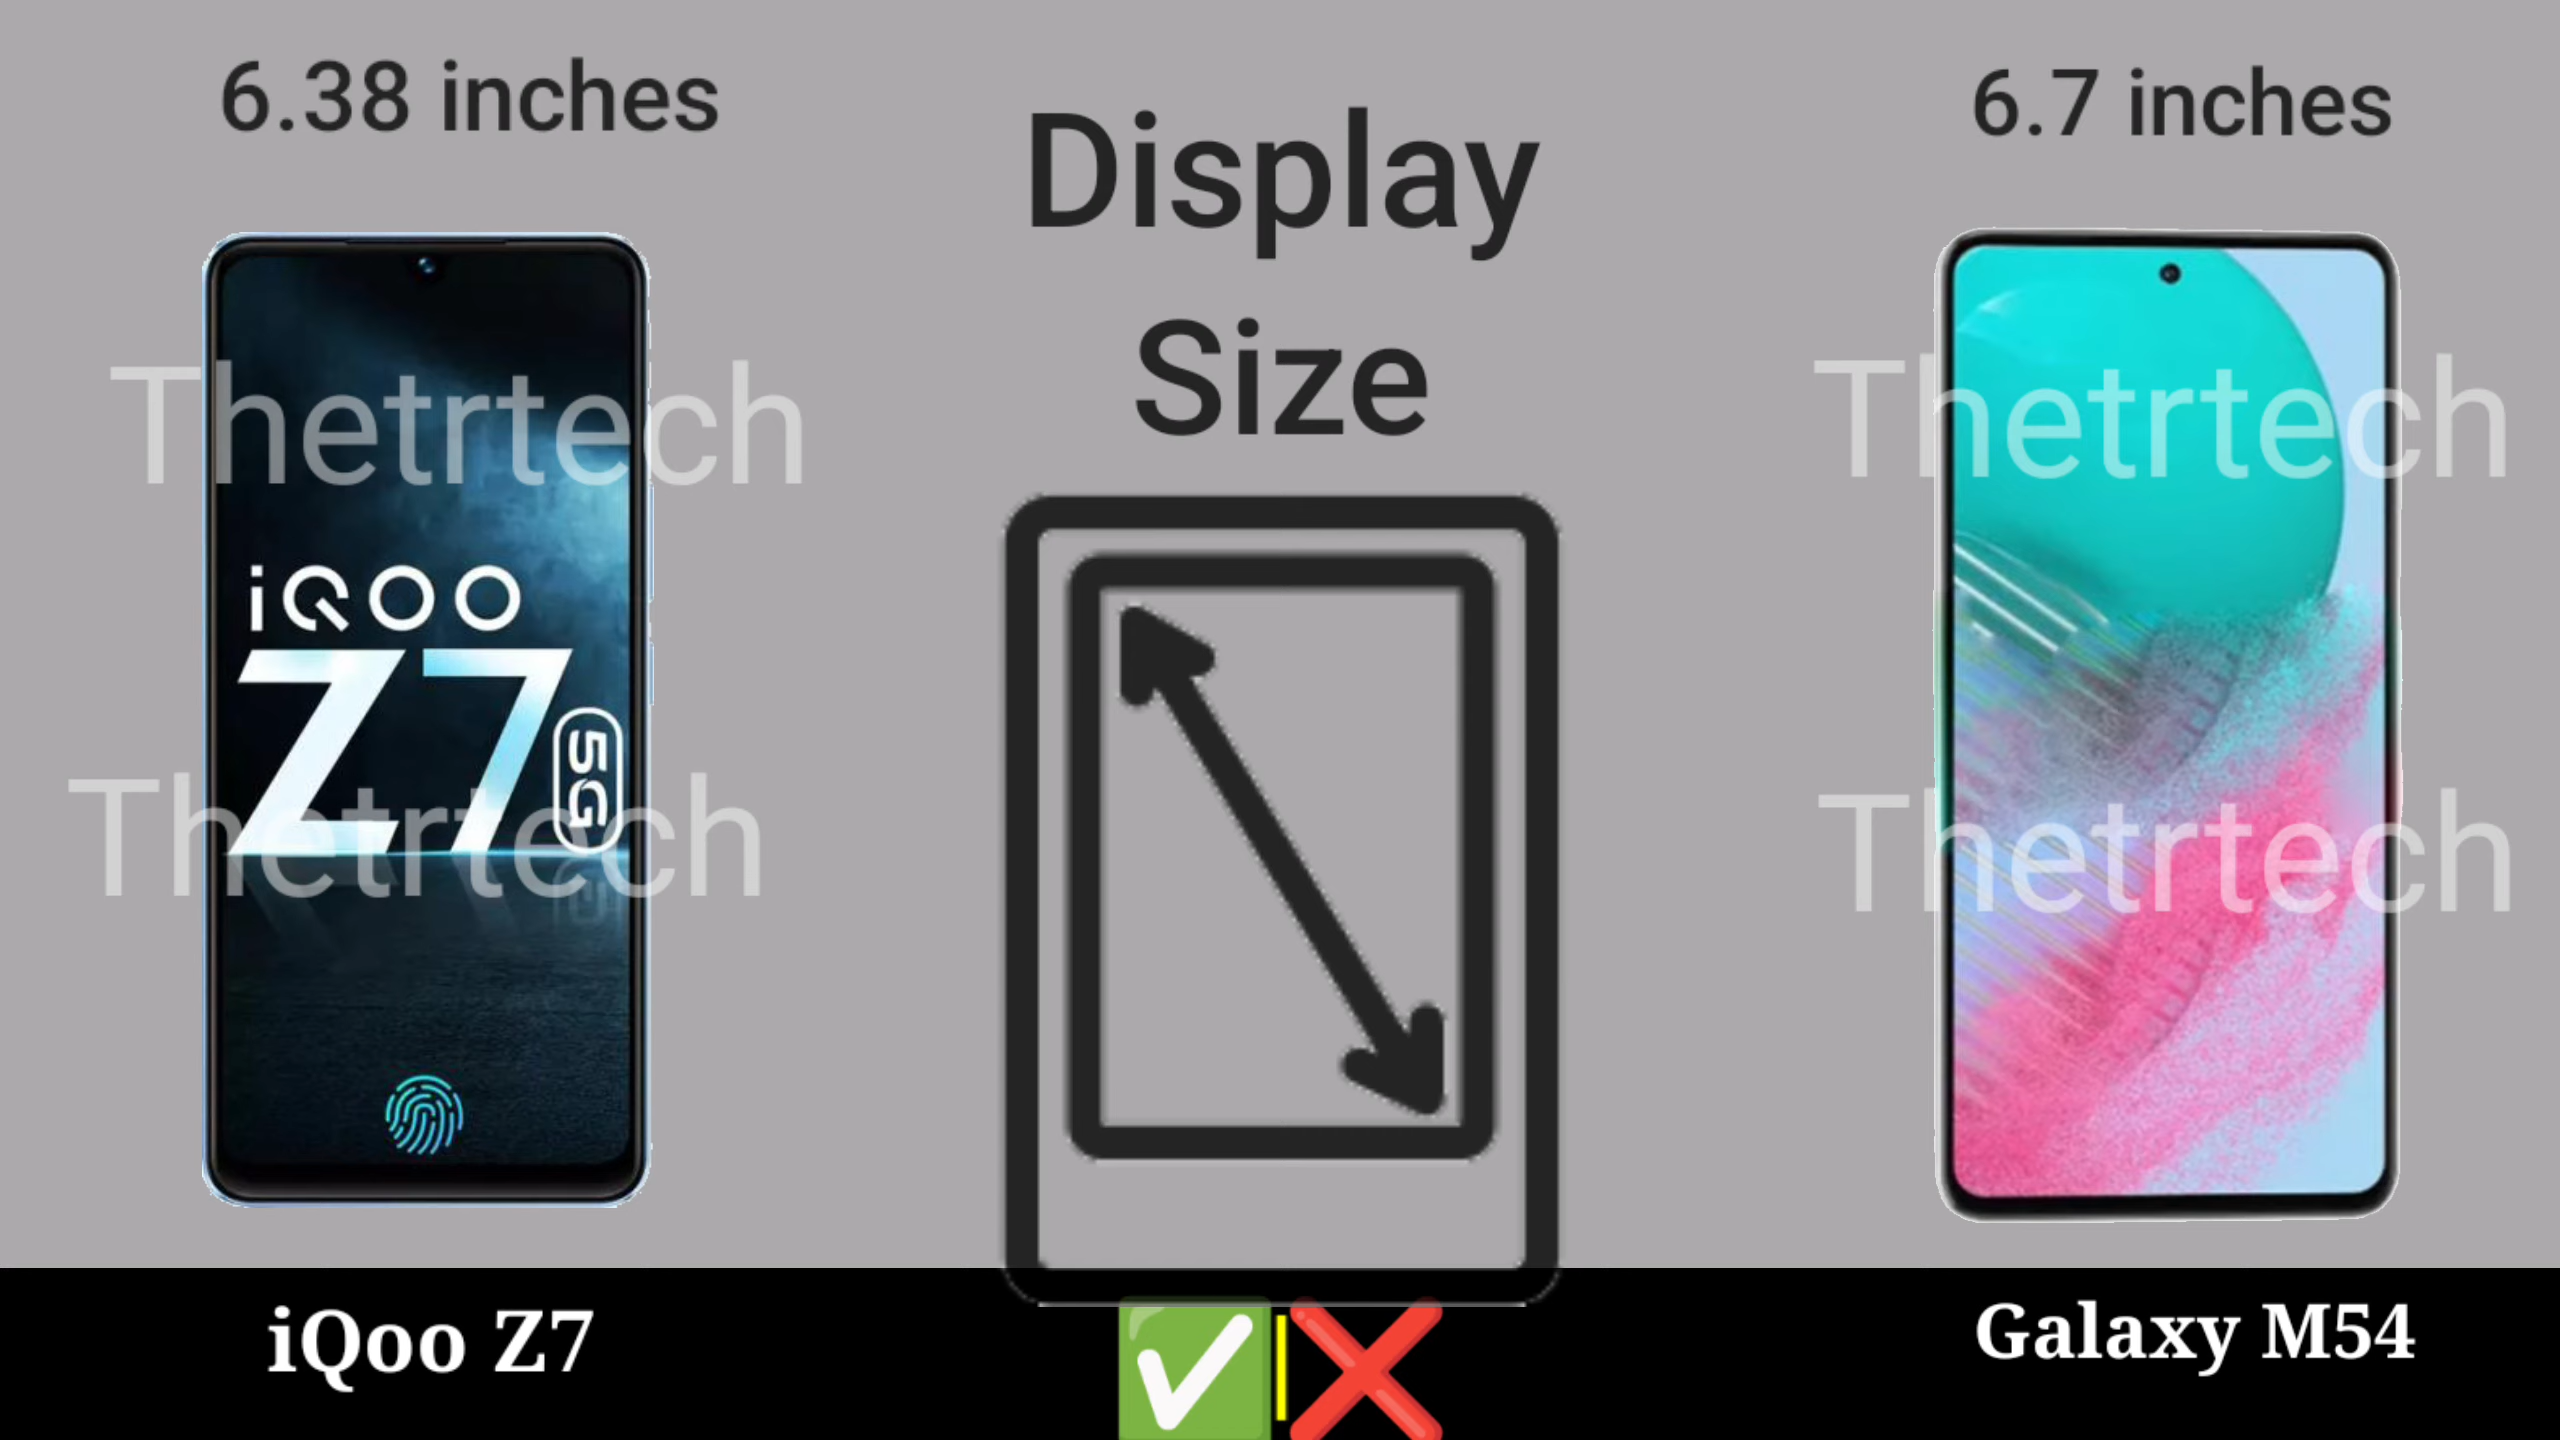 6.38 inches
Display
Size
6.7 inches
Thetrtech
Thetrtech
iQOO
Z7
5G
Thetrtech
Thetrtech
iQoo Z7
✅|❌
Galaxy M54